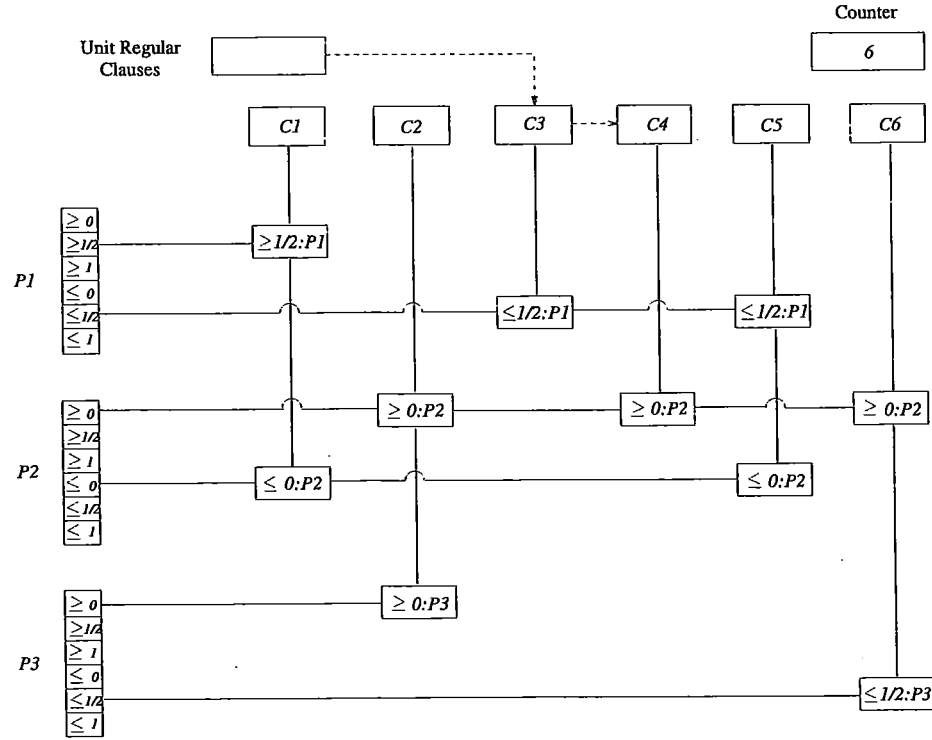 Counter
Unit Regular
Clauses
6
C1 C2 C3 C4 C5 C6
≥ 0
≥1/2 ≥1/2:P1
≥ 1
P1
≤ 0
≤1/2 ≤1/2:P1 ≤1/2:P1
≤ 1
≥ 0 ≥ 0:P2 ≥ 0:P2 ≥ 0:P2
≥1/2
≥ 1
P2
≤ 0 ≤ 0:P2 ≤ 0:P2
≤1/2
≤ 1
≥ 0 ≥ 0:P3
≥1/2
≥ 1
P3
≤ 0
≤1/2 ≤1/2:P3
≤ 1